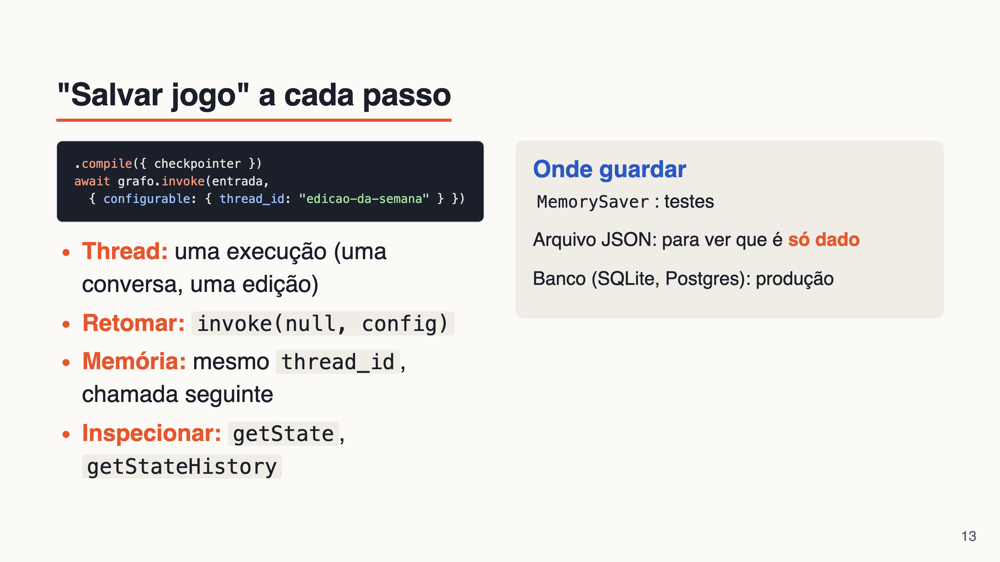 "Salvar jogo" a cada passo
.compile({ checkpointer })
await grafo.invoke(entrada,
  { configurable: { thread_id: "edicao-da-semana" } })
• Thread: uma execução (uma
conversa, uma edição)
• Retomar: invoke(null, config)
• Memória: mesmo thread_id,
chamada seguinte
• Inspecionar: getState,
getStateHistory
Onde guardar
MemorySaver : testes
Arquivo JSON: para ver que é só dado
Banco (SQLite, Postgres): produção
13